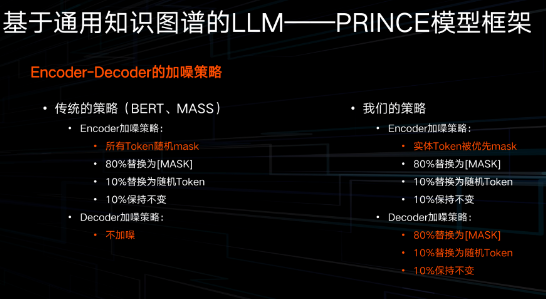 基于通用知识图谱的LLM——PRINCE模型框架
Encoder-Decoder的加噪策略
• 传统的策略（BERT、MASS）
• Encoder加噪策略：
• 所有Token随机mask
• 80%替换为[MASK]
• 10%替换为随机Token
• 10%保持不变
• Decoder加噪策略：
• 不加噪
• 我们的策略
• Encoder加噪策略：
• 实体Token被优先mask
• 80%替换为[MASK]
• 10%替换为随机Token
• 10%保持不变
• Decoder加噪策略：
• 80%替换为[MASK]
• 10%替换为随机Token
• 10%保持不变